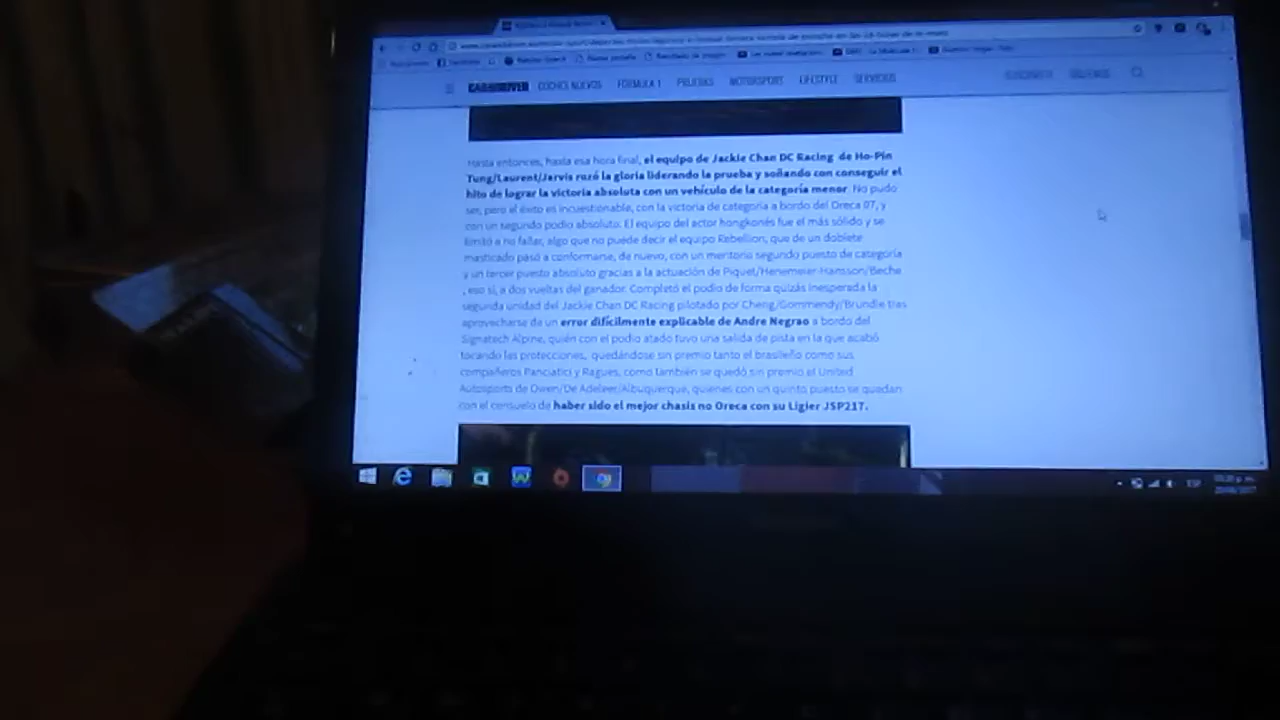 CAR and DRIVER COCHES NUEVOS FÓRMULA 1 PRUEBAS MOTORSPORT LIFESTYLE SERVICIOS
Hasta entonces, hasta esa hora final, el equipo de Jackie Chan DC Racing de Ho-Pin
Tung/Laurent/Jarvis rozó la gloria liderando la prueba y soñando con conseguir el
hito de lograr la victoria absoluta con un vehículo de la categoría menor. No pudo
ser, pero el éxito es incuestionable, con la victoria de categoría a bordo del Oreca 07, y
con un segundo podio absoluto. El equipo del actor hongkonés fue el más sólido y se
limitó a no fallar, algo que no puede decir el equipo Rebellion, que de un doblete
masticado pasó a conformarse, de nuevo, con un meritorio segundo puesto de categoría
y un tercer puesto absoluto gracias a la actuación de Piquet/Heinemeier Hansson/Beche
, eso sí, a dos vueltas del ganador. Completó el podio de forma quizás inesperada la
segunda unidad del Jackie Chan DC Racing pilotado por Cheng/Gommendy/Brundle tras
aprovecharse de un error difícilmente explicable de Andre Negrao a bordo del
Signatech Alpine, quién con el podio atado tuvo una salida de pista en la que acabó
tocando las protecciones, quedándose sin premio tanto el brasileño como sus
compañeros Panciatici y Ragues, como también se quedó sin premio el United
Autosports de Owen/De Adeleer/Albuquerque, quienes con un quinto puesto se quedan
con el consuelo de haber sido el mejor chasis no Oreca con su Ligier JSP217.
ESP